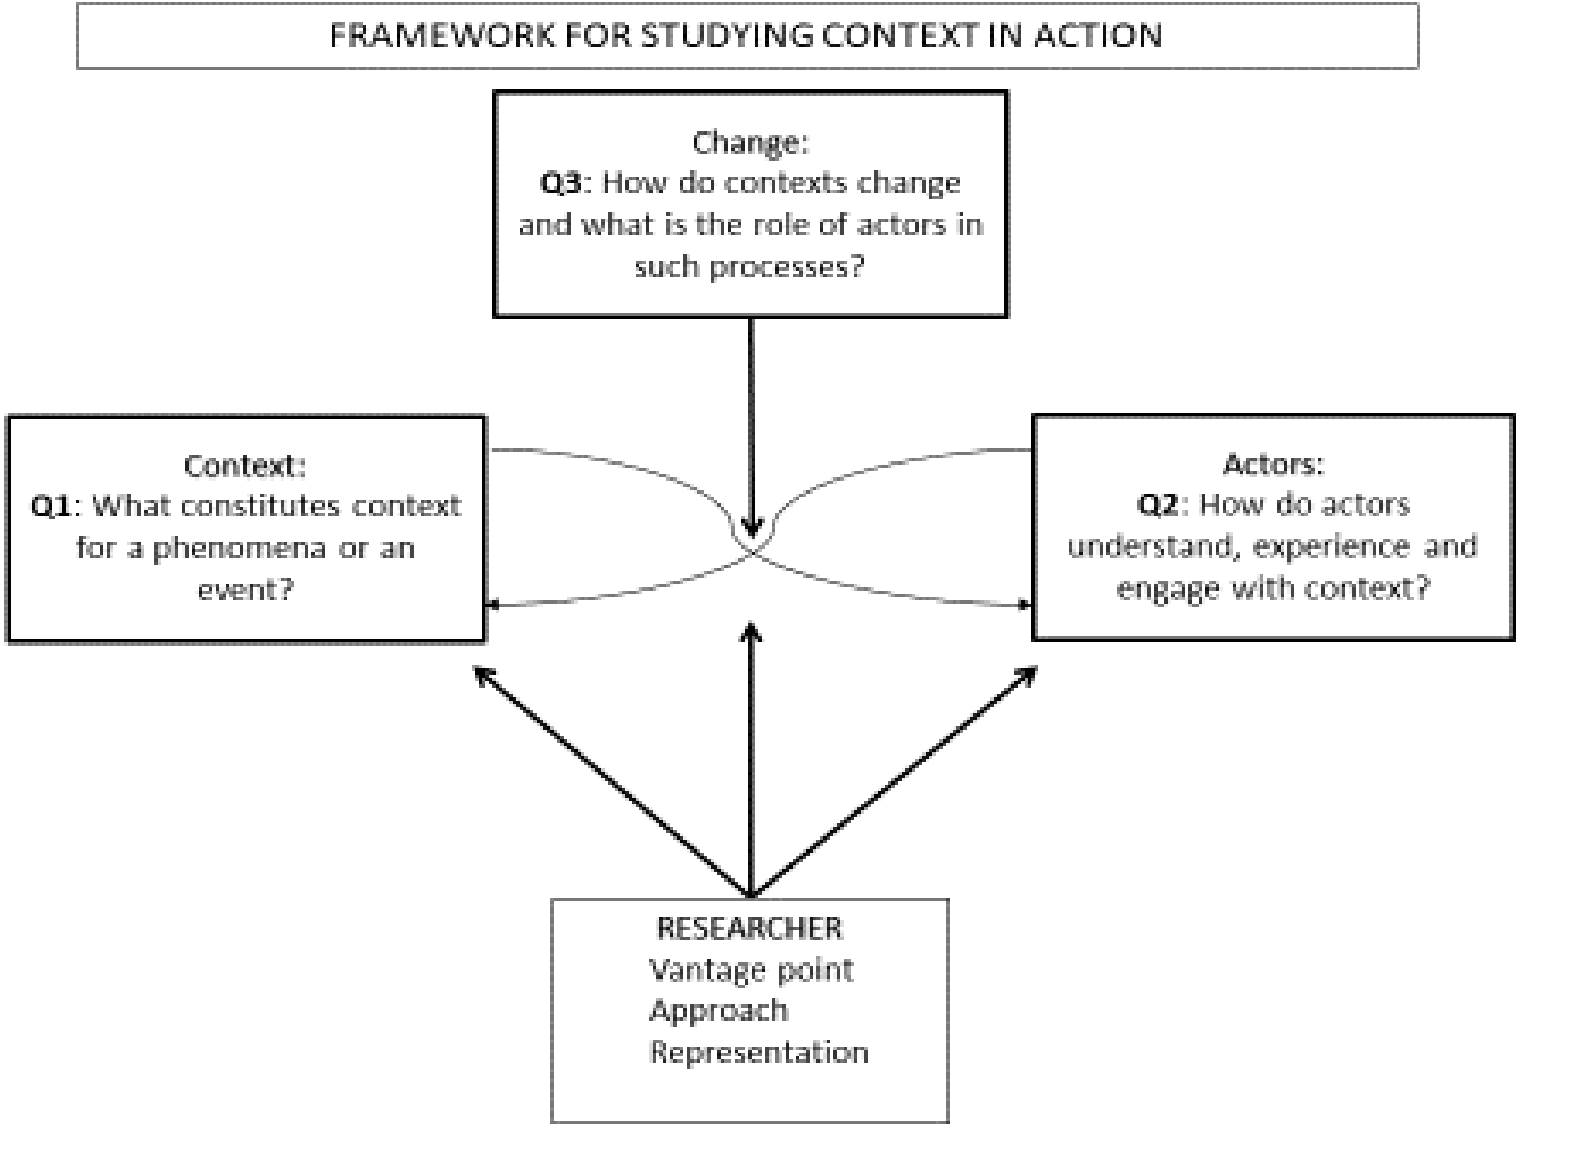 FRAMEWORK FOR STUDYING CONTEXT IN ACTION
Change:
Q3: How do contexts change
and what is the role of actors in
such processes?
Context:
Q1: What constitutes context
for a phenomena or an
event?
Actors:
Q2: How do actors
understand, experience and
engage with context?
RESEARCHER
Vantage point
Approach
Representation